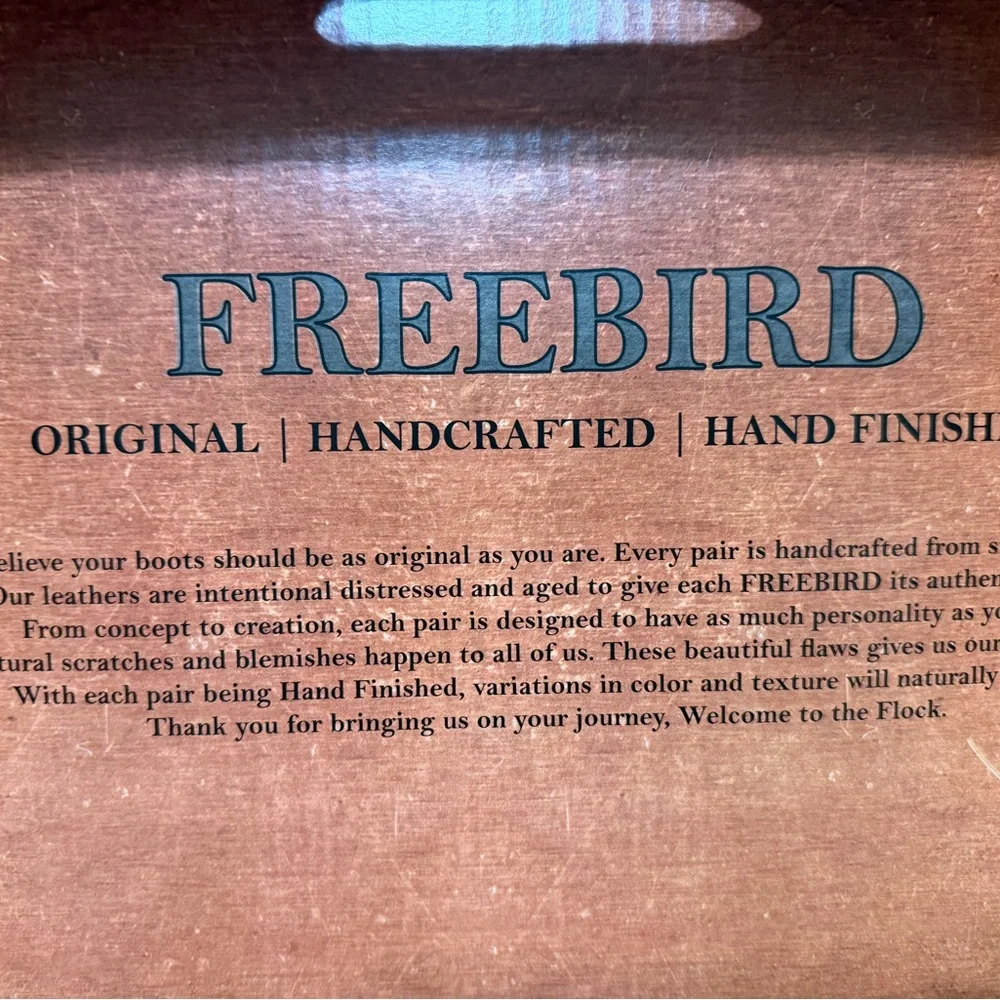 FREEBIRD
ORIGINAL | HANDCRAFTED | HAND FINISH
elieve your boots should be as original as you are. Every pair is handcrafted from s
Our leathers are intentional distressed and aged to give each FREEBIRD its authen
From concept to creation, each pair is designed to have as much personality as yo
tural scratches and blemishes happen to all of us. These beautiful flaws gives us our
With each pair being Hand Finished, variations in color and texture will naturally
Thank you for bringing us on your journey, Welcome to the Flock.